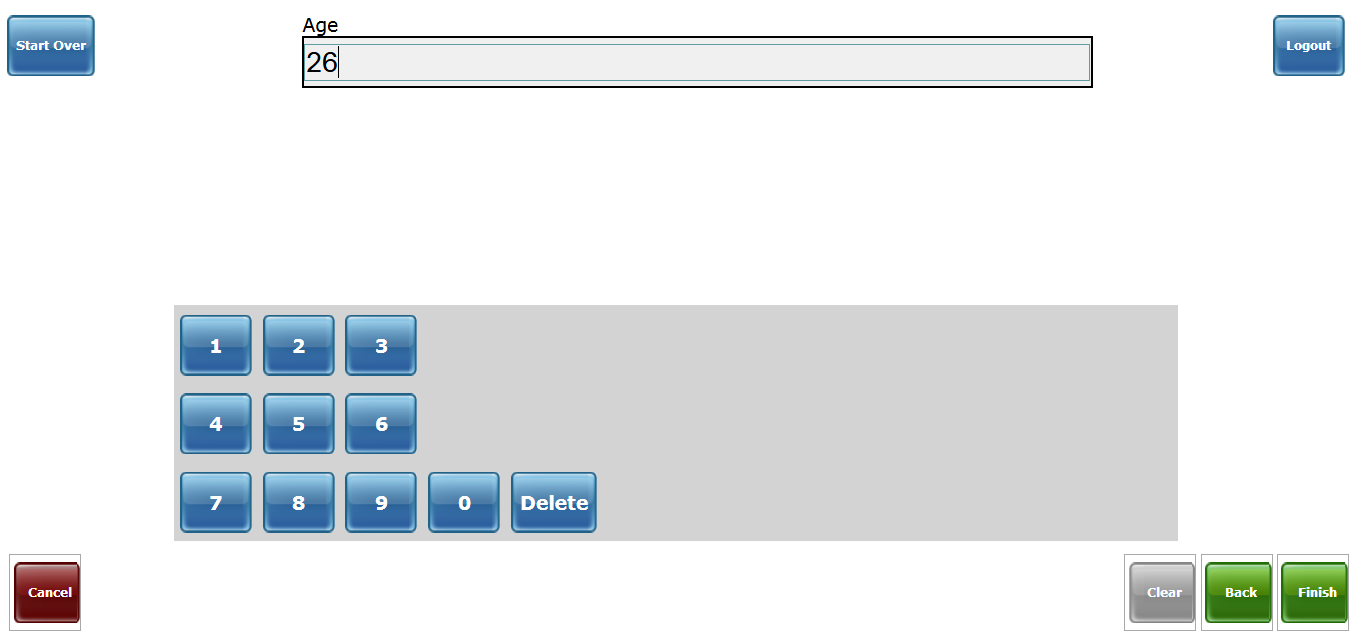 Age
Start Over
26
Logout
1 2 3
4 5 6
7 8 9 0 Delete
Cancel Clear Back Finish